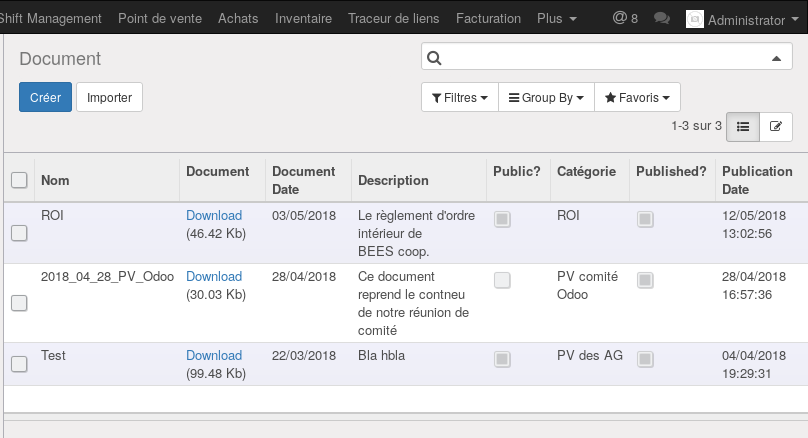 Shift Management Point de vente Achats Inventaire Traceur de liens Facturation Plus @ 8 Administrator
Document
Créer Importer
Filtres Group By Favoris
1-3 sur 3
Nom Document Document Date Description Public? Catégorie Published? Publication Date
ROI Download (46.42 Kb) 03/05/2018 Le règlement d'ordre intérieur de BEES coop. ROI 12/05/2018 13:02:56
2018_04_28_PV_Odoo Download (30.03 Kb) 28/04/2018 Ce document reprend le contneu de notre réunion de comité PV comité Odoo 28/04/2018 16:57:36
Test Download (99.48 Kb) 22/03/2018 Bla hbla PV des AG 04/04/2018 19:29:31